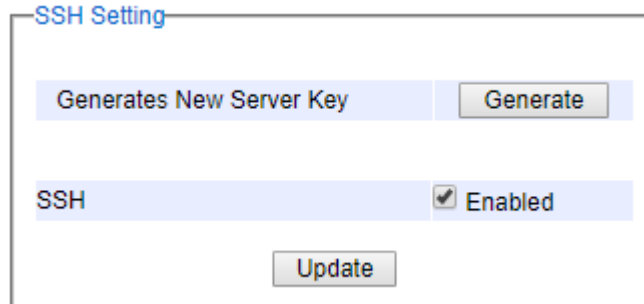 SSH Setting
Generates New Server Key Generate
SSH Enabled
Update